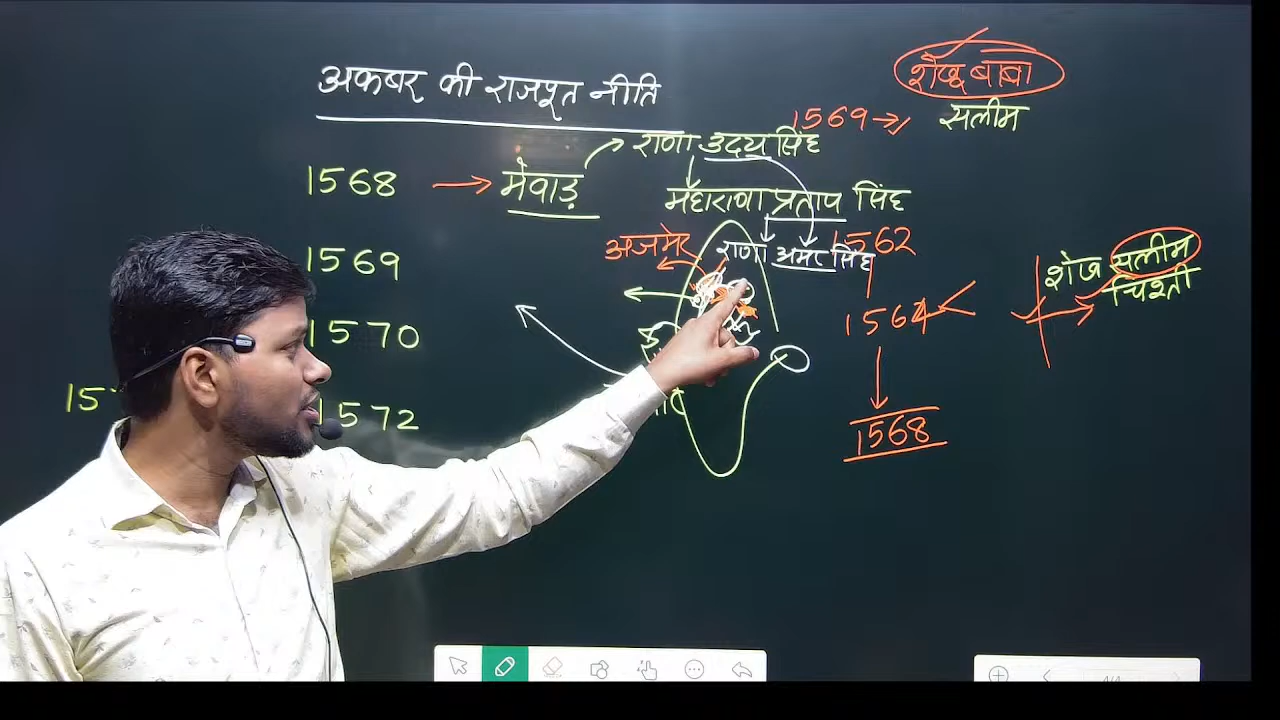 अकबर की राजपूत नीति
शेख बाबा
1569 →
सलीम
राणा उदय सिंह
1568 → मेवाड़
महाराणा प्रताप सिंह
अजमेर
राणा अमर सिंह
1562
1569
शेख सलीम
चिश्ती
1564
1570
1572
1568